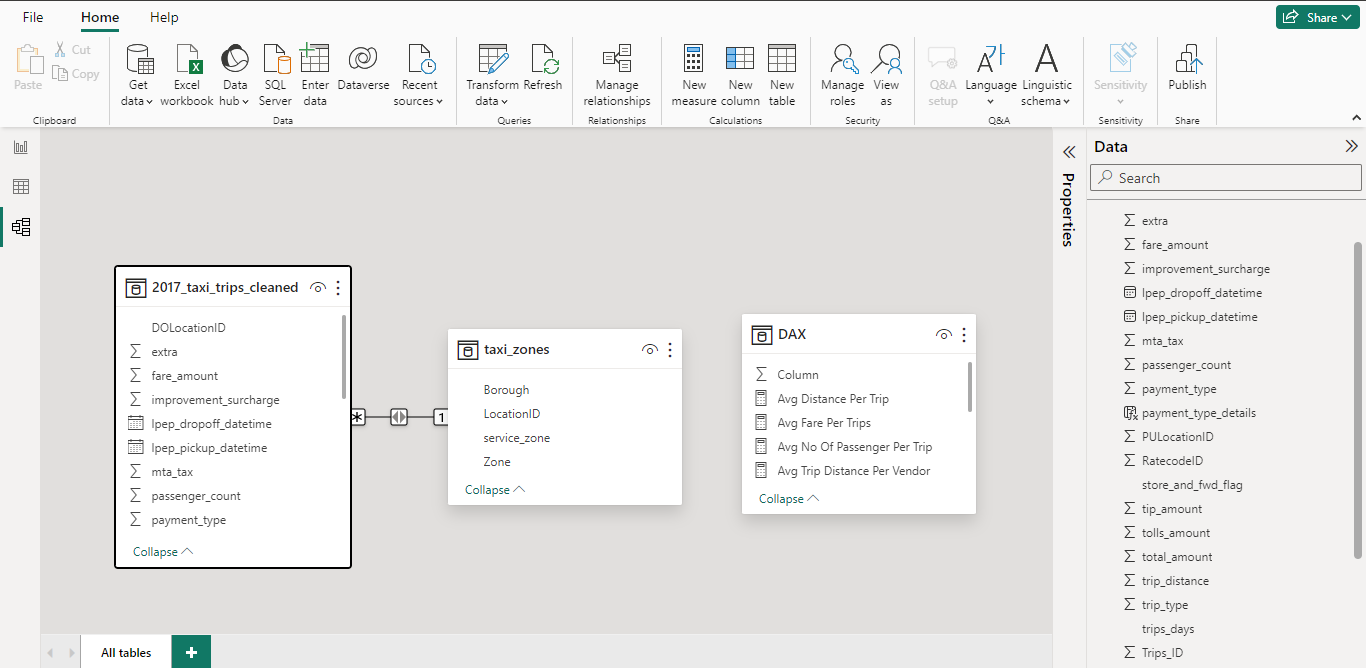 File Home Help Share
Paste
Cut
Copy
Clipboard
Get data
Excel workbook
Data hub
SQL Server
Enter data
Dataverse
Recent sources
Data
Transform data
Refresh
Queries
Manage relationships
Relationships
New measure
New column
New table
Calculations
Manage roles
View as
Security
Q&A setup
Language
Linguistic schema
Q&A
Sensitivity
Sensitivity
Publish
Share
2017_taxi_trips_cleaned
DOLocationID
extra
fare_amount
improvement_surcharge
lpep_dropoff_datetime
lpep_pickup_datetime
mta_tax
passenger_count
payment_type
Collapse
* 1
taxi_zones
Borough
LocationID
service_zone
Zone
Collapse
DAX
Column
Avg Distance Per Trip
Avg Fare Per Trips
Avg No Of Passenger Per Trip
Avg Trip Distance Per Vendor
Collapse
Properties
Data
Search
extra
fare_amount
improvement_surcharge
lpep_dropoff_datetime
lpep_pickup_datetime
mta_tax
passenger_count
payment_type
payment_type_details
PULocationID
RatecodeID
store_and_fwd_flag
tip_amount
tolls_amount
total_amount
trip_distance
trip_type
trips_days
Trips_ID
All tables +